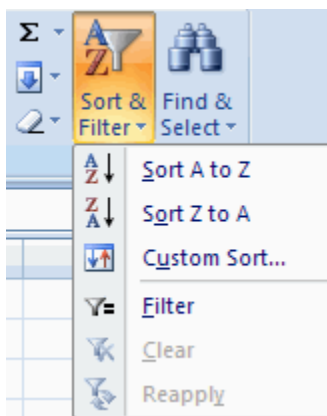 Σ
Sort &
Filter
Find &
Select
Sort A to Z
Sort Z to A
Custom Sort...
Filter
Clear
Reapply